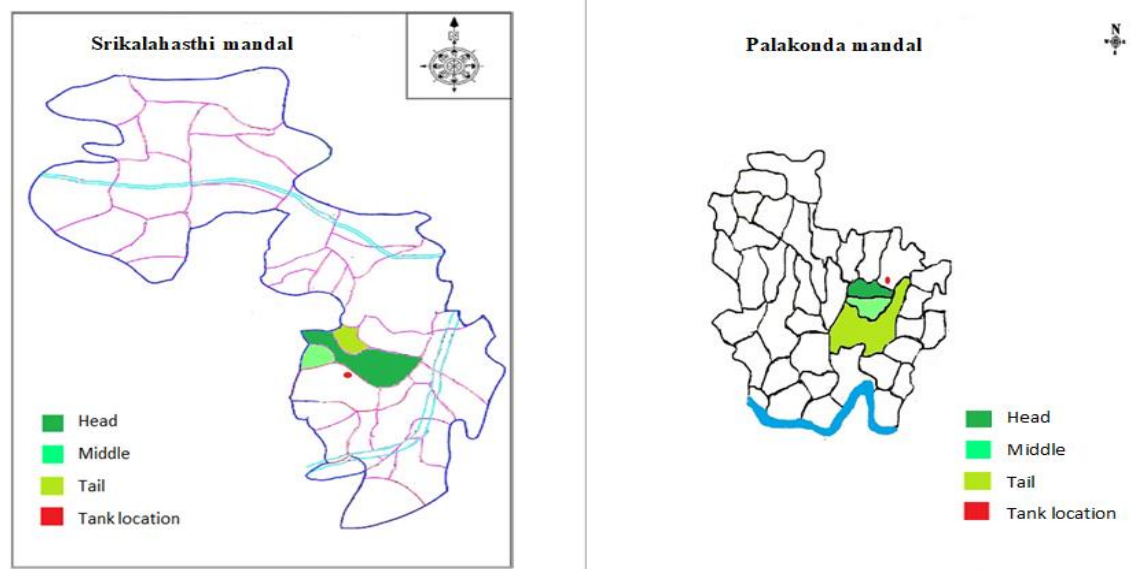 Srikalahasthi mandal
Head
Middle
Tail
Tank location
Palakonda mandal
N
Head
Middle
Tail
Tank location